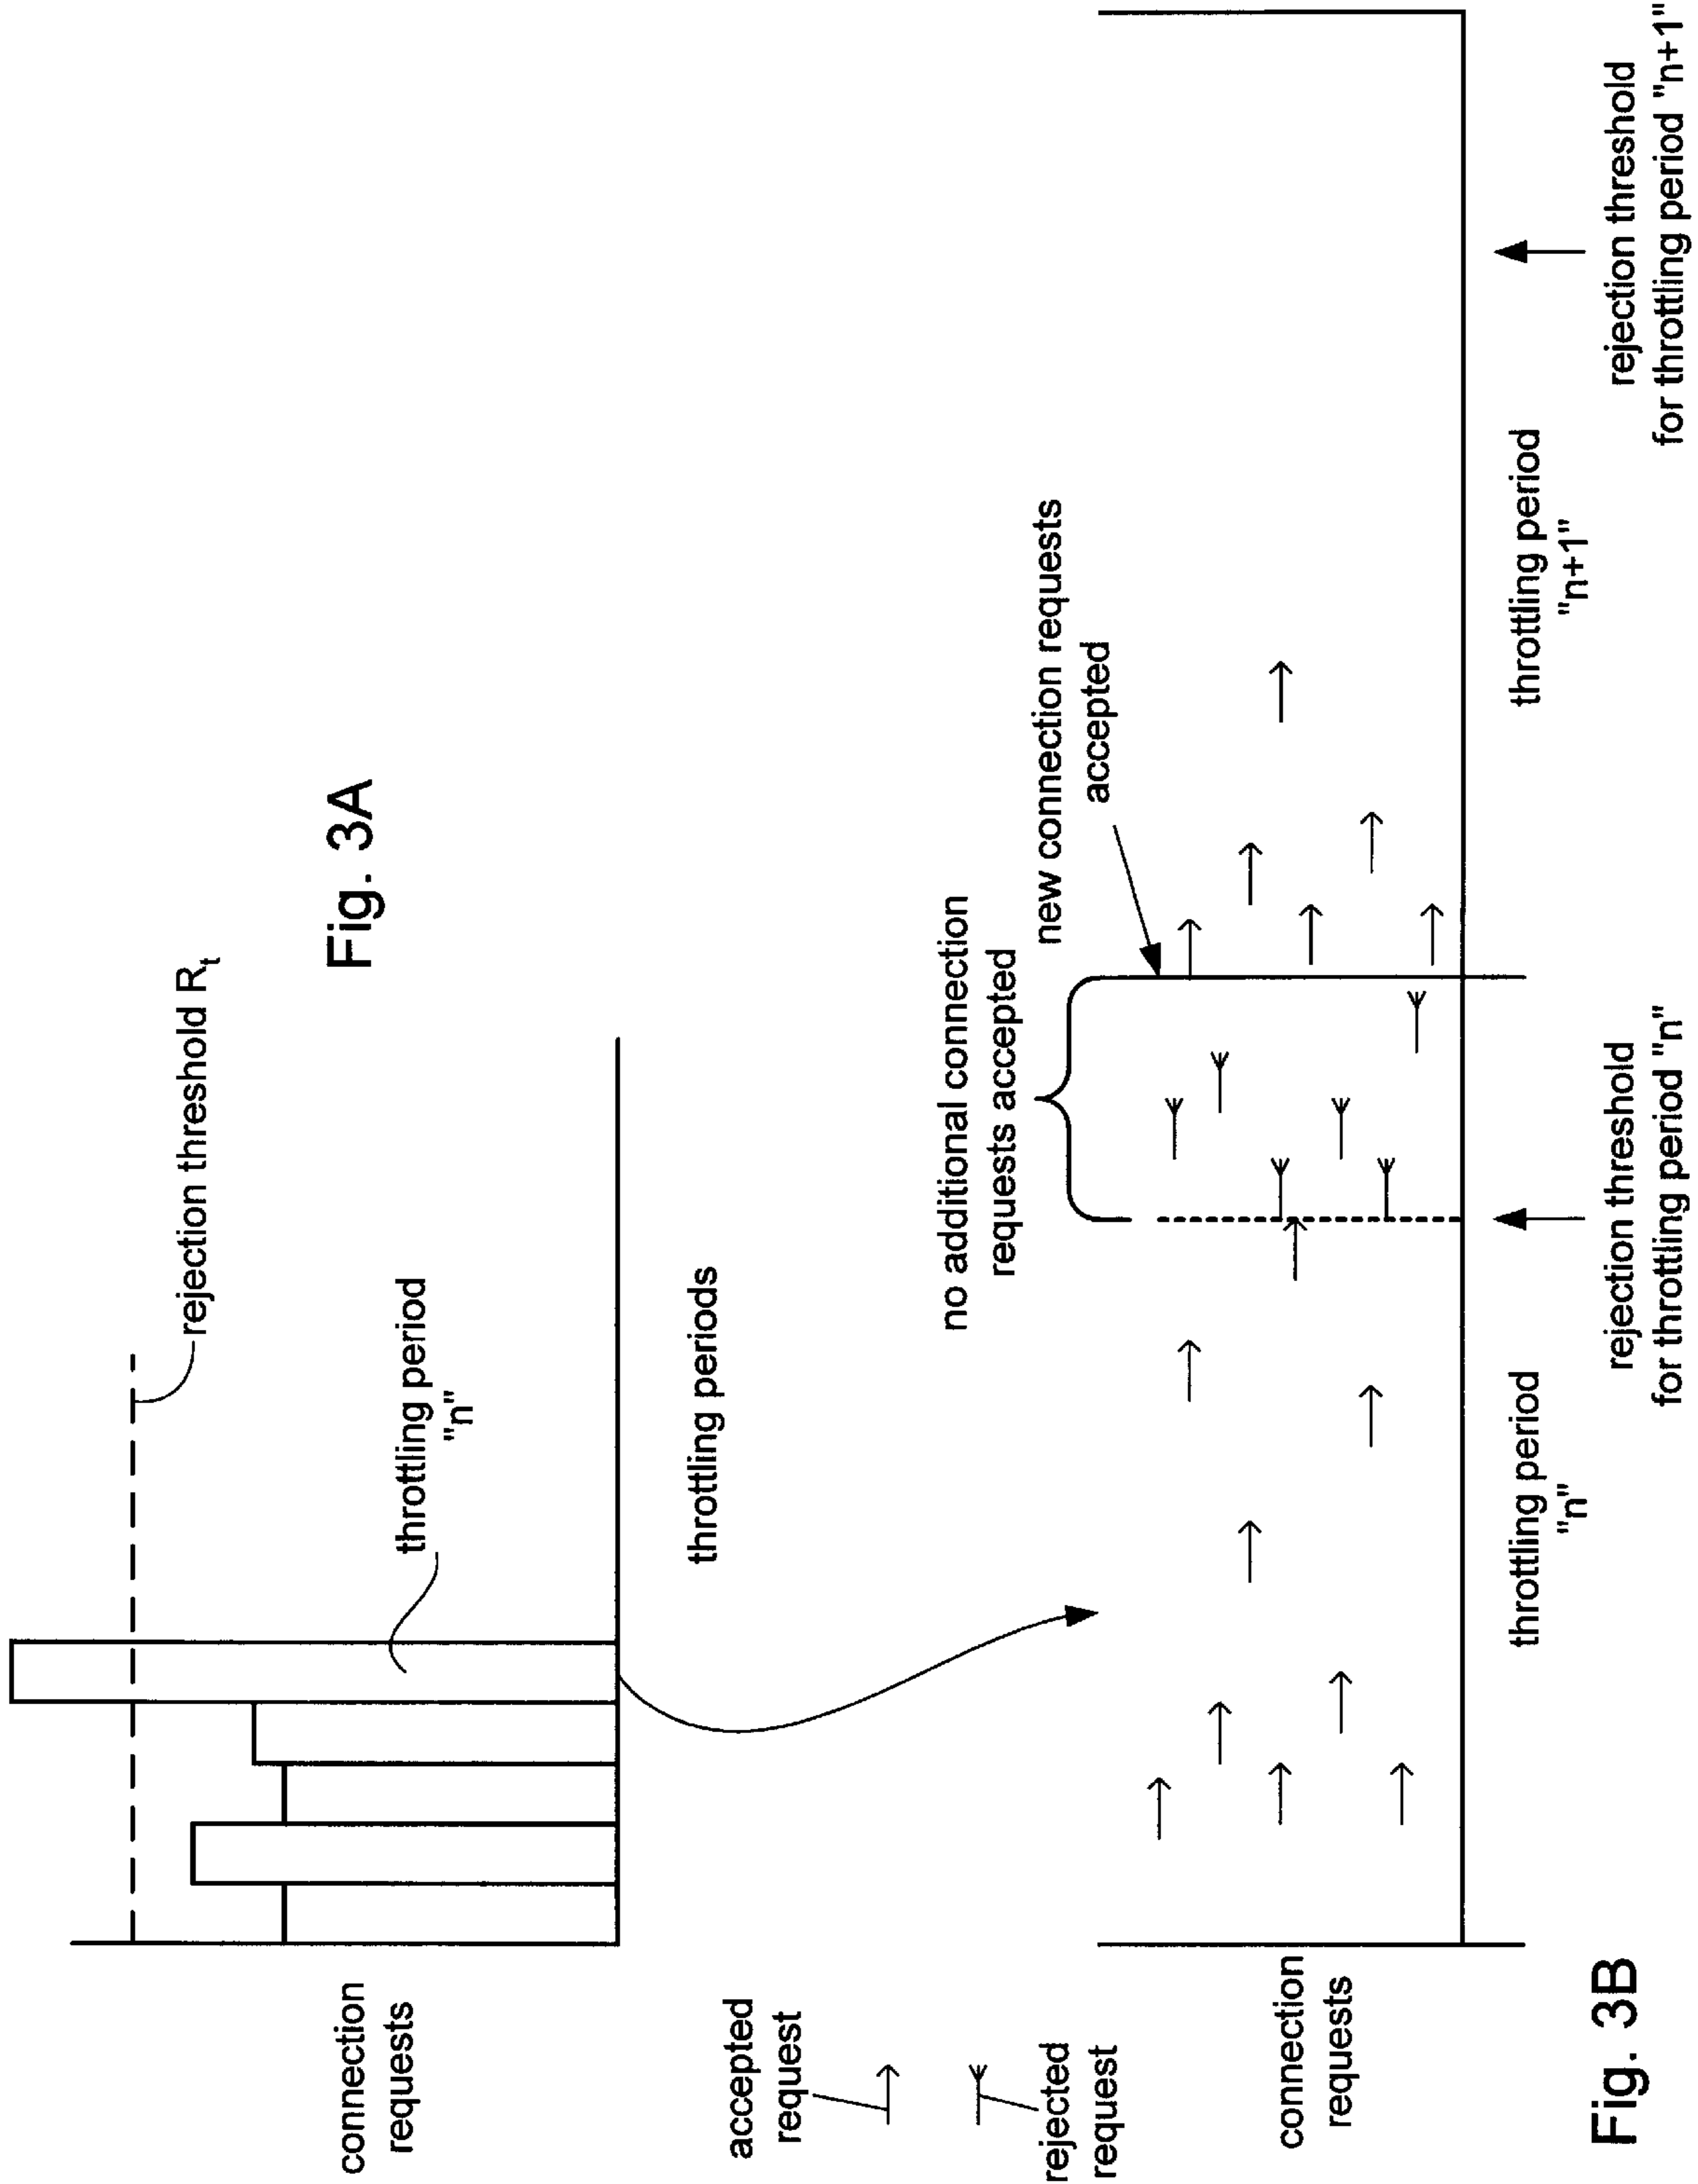 connection
requests
rejection threshold Rt
throttling period
"n"
throttling periods
Fig. 3A
accepted
request
rejected
request
no additional connection
requests accepted
new connection requests
accepted
connection
requests
throttling period
"n"
throttling period
"n+1"
rejection threshold
for throttling period "n"
rejection threshold
for throttling period "n+1"
Fig. 3B